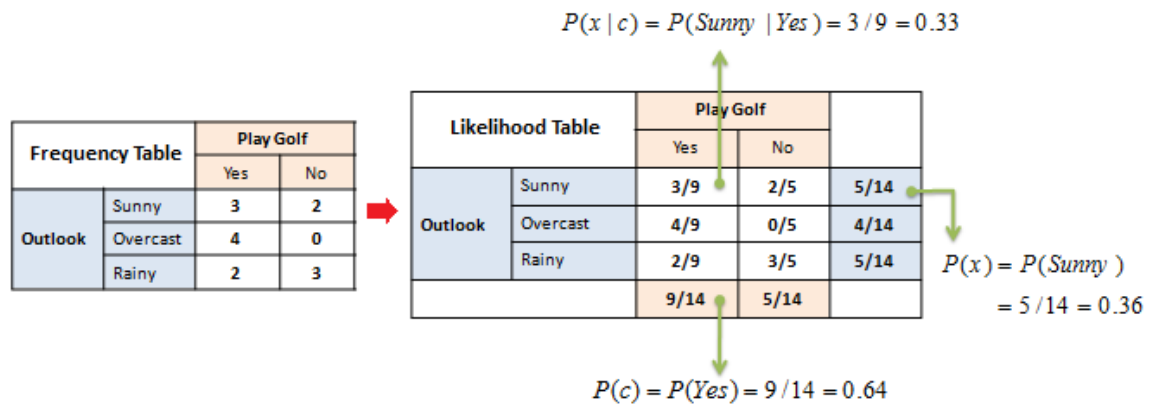 P(x | c) = P(Sunny | Yes) = 3/9 = 0.33
Frequency Table
Play Golf
Yes No
Outlook
Sunny 3 2
Overcast 4 0
Rainy 2 3
Likelihood Table
Play Golf
Yes No
Outlook
Sunny 3/9 2/5 5/14
Overcast 4/9 0/5 4/14
Rainy 2/9 3/5 5/14
9/14 5/14
P(x) = P(Sunny)
= 5/14 = 0.36
P(c) = P(Yes) = 9/14 = 0.64